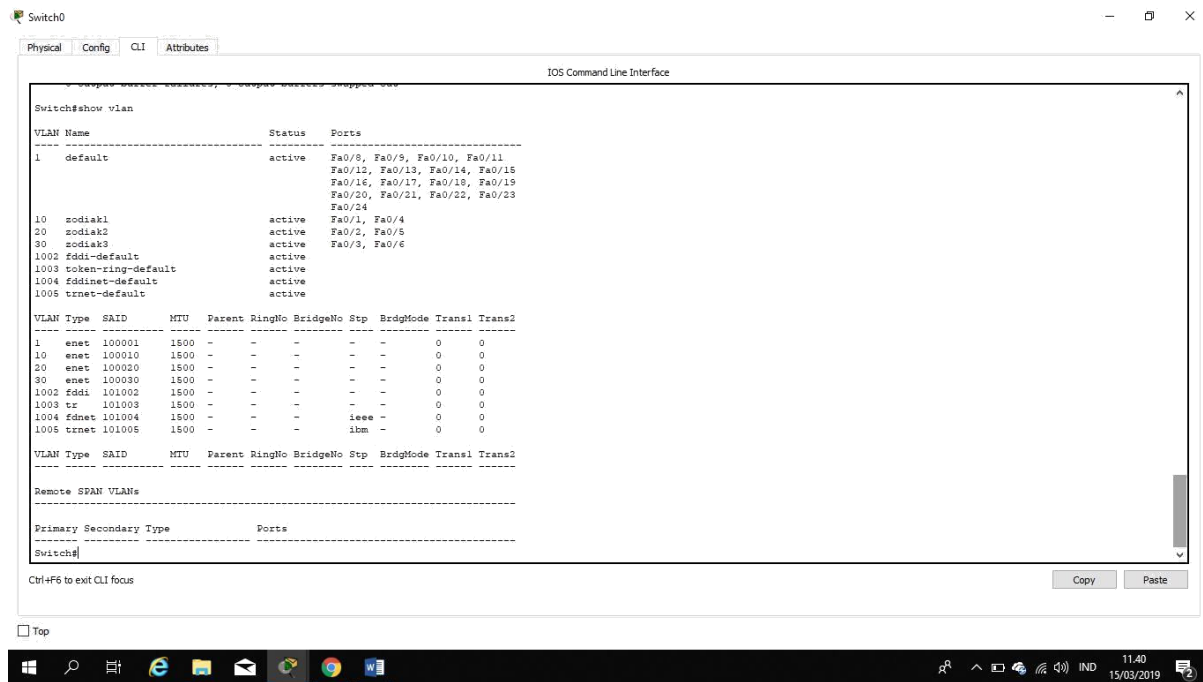 Switch0
Physical Config CLI Attributes
IOS Command Line Interface
Switch#show vlan
VLAN Name Status Ports
---- -------------------------------- --------- -------------------------------
1 default active Fa0/8, Fa0/9, Fa0/10, Fa0/11
Fa0/12, Fa0/13, Fa0/14, Fa0/15
Fa0/16, Fa0/17, Fa0/18, Fa0/19
Fa0/20, Fa0/21, Fa0/22, Fa0/23
Fa0/24
10 zodiak1 active Fa0/1, Fa0/4
20 zodiak2 active Fa0/2, Fa0/5
30 zodiak3 active Fa0/3, Fa0/6
1002 fddi-default active
1003 token-ring-default active
1004 fddinet-default active
1005 trnet-default active
VLAN Type SAID MTU Parent RingNo BridgeNo Stp BrdgMode Trans1 Trans2
---- ----- ---------- ----- ------ ------ -------- ---- -------- ------ ------
1 enet 100001 1500 - - - - - 0 0
10 enet 100010 1500 - - - - - 0 0
20 enet 100020 1500 - - - - - 0 0
30 enet 100030 1500 - - - - - 0 0
1002 fddi 101002 1500 - - - - - 0 0
1003 tr 101003 1500 - - - - - 0 0
1004 fdnet 101004 1500 - - - ieee - 0 0
1005 trnet 101005 1500 - - - ibm - 0 0
VLAN Type SAID MTU Parent RingNo BridgeNo Stp BrdgMode Trans1 Trans2
---- ----- ---------- ----- ------ ------ -------- ---- -------- ------ ------
Remote SPAN VLANs
------------------------------------------------------------------------------
Primary Secondary Type Ports
------- --------- ----------------- ------------------------------------------
Switch#
Ctrl+F6 to exit CLI focus
Copy Paste
Top
IND
11.40
15/03/2019
2